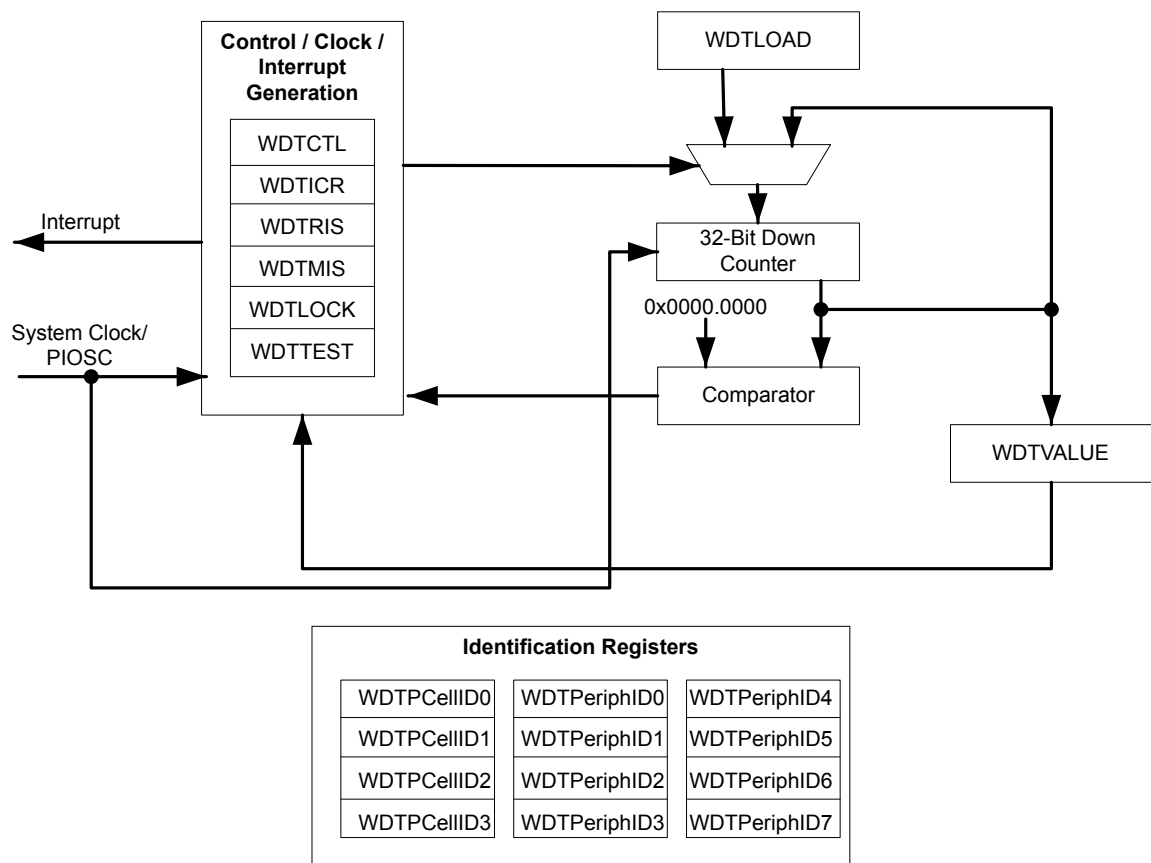 Control / Clock /
Interrupt
Generation
WDTCTL
WDTICR
WDTRIS
WDTMIS
WDTLOCK
WDTTEST
Interrupt
System Clock/
PIOSC
WDTLOAD
32-Bit Down
Counter
0x0000.0000
Comparator
WDTVALUE
Identification Registers
WDTPCellID0
WDTPeriphID0
WDTPeriphID4
WDTPCellID1
WDTPeriphID1
WDTPeriphID5
WDTPCellID2
WDTPeriphID2
WDTPeriphID6
WDTPCellID3
WDTPeriphID3
WDTPeriphID7